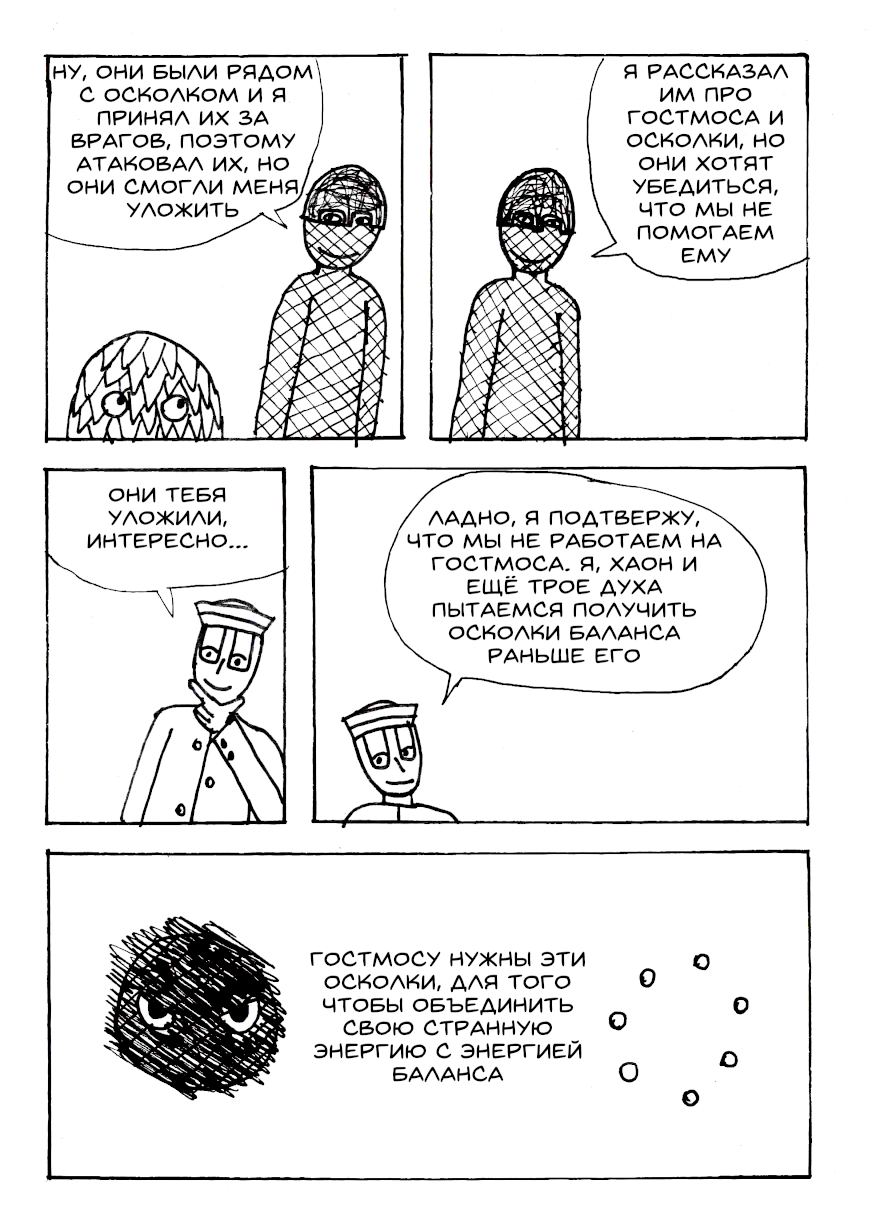 НУ, ОНИ БЫЛИ РЯДОМ
С ОСКОЛКОМ И Я
ПРИНЯЛ ИХ ЗА
ВРАГОВ, ПОЭТОМУ
АТАКОВАЛ ИХ, НО
ОНИ СМОГЛИ МЕНЯ
УЛОЖИТЬ
Я РАССКАЗАЛ
ИМ ПРО
ГОСТМОСА И
ОСКОЛКИ, НО
ОНИ ХОТЯТ
УБЕДИТЬСЯ,
ЧТО МЫ НЕ
ПОМОГАЕМ
ЕМУ
ОНИ ТЕБЯ
УЛОЖИЛИ,
ИНТЕРЕСНО...
ЛАДНО, Я ПОДТВЕРЖУ,
ЧТО МЫ НЕ РАБОТАЕМ НА
ГОСТМОСА. Я, ХАОН И
ЕЩЁ ТРОЕ ДУХА
ПЫТАЕМСЯ ПОЛУЧИТЬ
ОСКОЛКИ БАЛАНСА
РАНЬШЕ ЕГО
ГОСТМОСУ НУЖНЫ ЭТИ
ОСКОЛКИ, ДЛЯ ТОГО
ЧТОБЫ ОБЪЕДИНИТЬ
СВОЮ СТРАННУЮ
ЭНЕРГИЮ С ЭНЕРГИЕЙ
БАЛАНСА